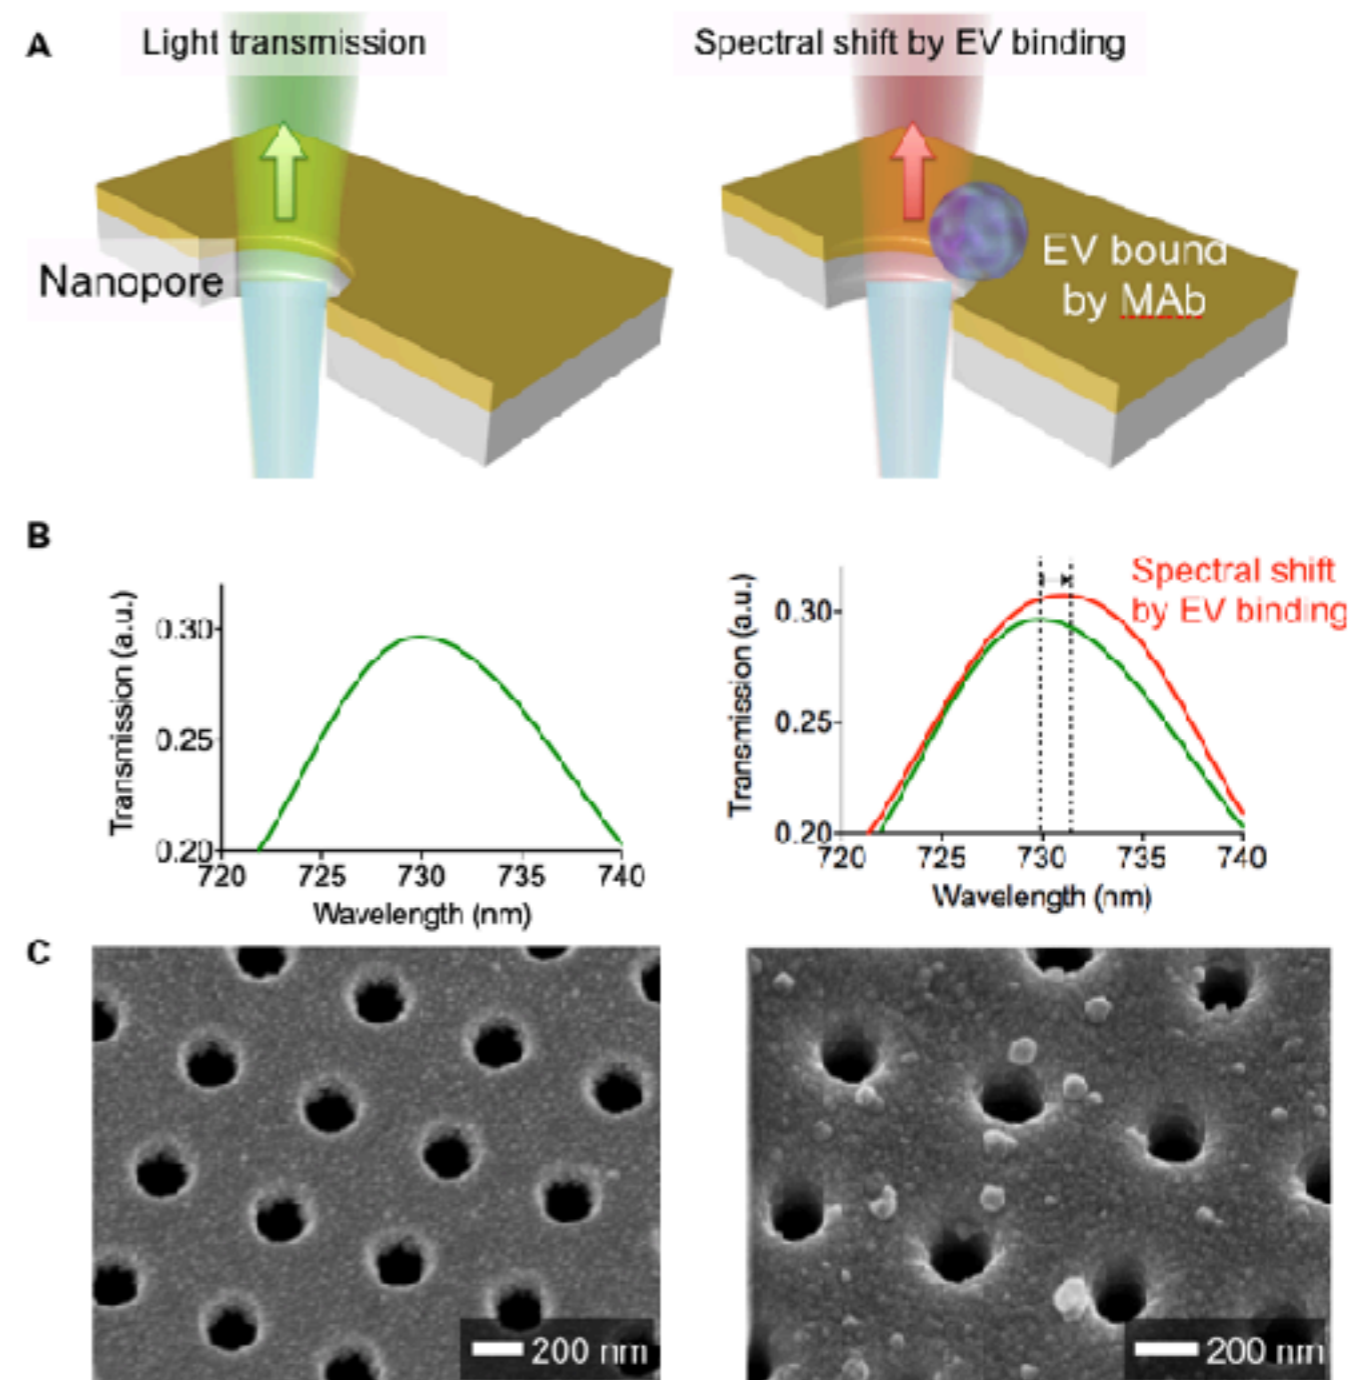 A
Light transmission
Spectral shift by EV binding
Nanopore
EV bound
by MAb
B
Transmission (a.u.)
0.30
0.25
0.20
720 725 730 735 740
Wavelength (nm)
Transmission (a.u.)
0.30
0.25
0.20
720 725 730 735 740
Wavelength (nm)
Spectral shift
by EV binding
C
200 nm
200 nm